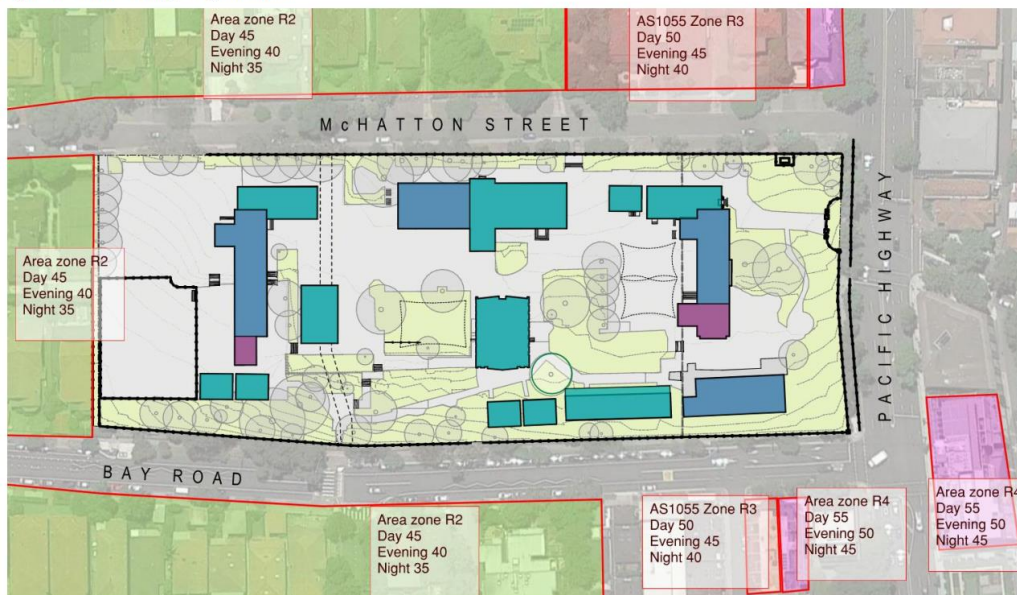 Area zone R2
Day 45
Evening 40
Night 35
AS1055 Zone R3
Day 50
Evening 45
Night 40
McHATTON STREET
PACIFIC HIGHWAY
Area zone R2
Day 45
Evening 40
Night 35
BAY ROAD
Area zone R2
Day 45
Evening 40
Night 35
AS1055 Zone R3
Day 50
Evening 45
Night 40
Area zone R4
Day 55
Evening 50
Night 45
Area zone R4
Day 55
Evening 50
Night 45